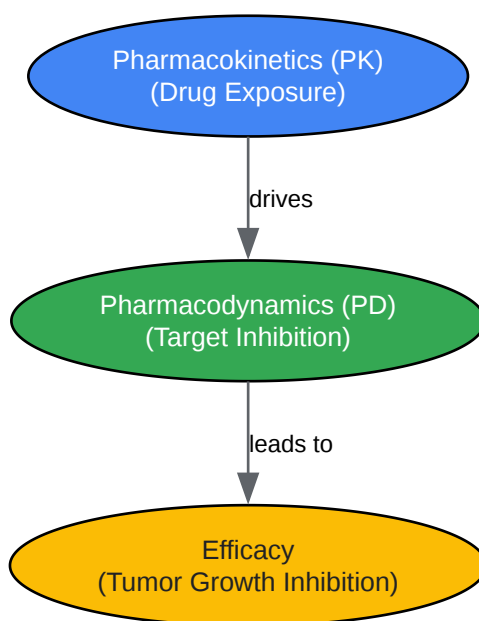 Pharmacokinetics (PK)
(Drug Exposure)
drives
Pharmacodynamics (PD)
(Target Inhibition)
leads to
Efficacy
(Tumor Growth Inhibition)